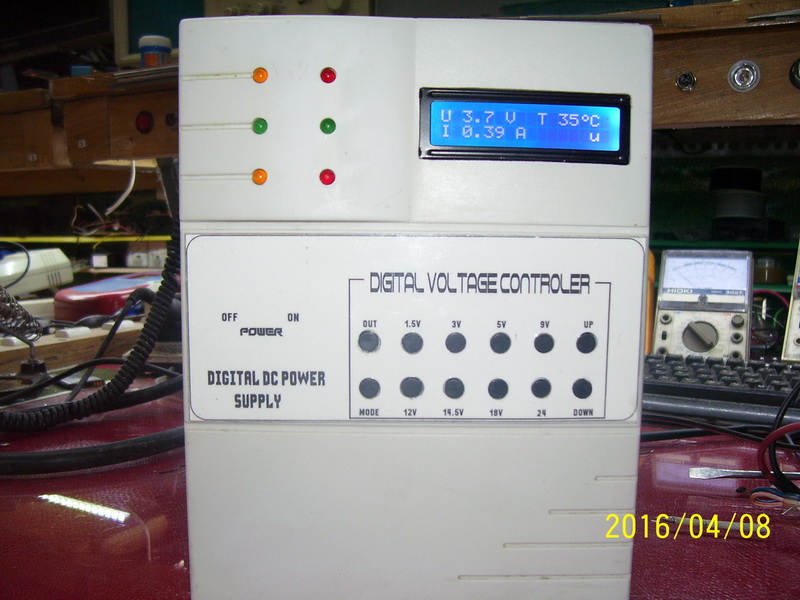 U 3.7 V T 35°C
I 0.39 A u
DIGITAL VOLTAGE CONTROLER
OFF ON
POWER
OUT 1.5V 3V 5V 9V UP
DIGITAL DC POWER
SUPPLY
MODE 12V 14.5V 18V 24 DOWN
HIOKI
2016/04/08